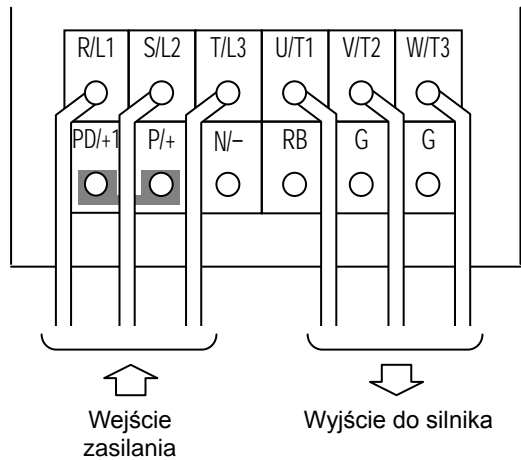 R/L1 S/L2 T/L3 U/T1 V/T2 W/T3
PD/+1 P/+ N/− RB G G
Wejście
zasilania
Wyjście do silnika